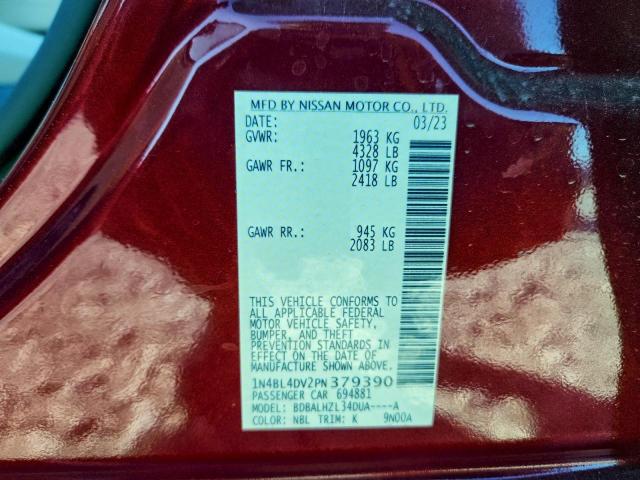 MFD BY NISSAN MOTOR CO., LTD.
DATE: 03/23
GVWR: 1963 KG
4328 LB
GAWR FR.: 1097 KG
2418 LB
GAWR RR.: 945 KG
2083 LB
THIS VEHICLE CONFORMS TO
ALL APPLICABLE FEDERAL
MOTOR VEHICLE SAFETY,
BUMPER, AND THEFT
PREVENTION STANDARDS IN
EFFECT ON THE DATE OF
MANUFACTURE SHOWN ABOVE.
1N4BL4DV2PN379390
PASSENGER CAR 694881
MODEL: BDBALHZL34DUA----A
COLOR: NBL TRIM: K 9N00A